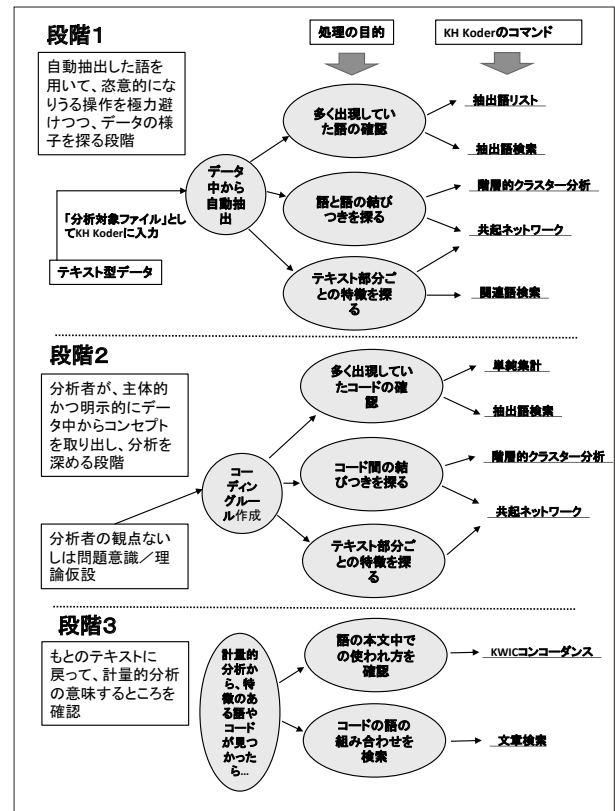 段階1
処理の目的
KH Koderのコマンド
自動抽出した語を
用いて、恣意的にな
りうる操作を極力避
けつつ、データの様
子を探る段階
多く出現してい
た語の確認
抽出語リスト
抽出語検索
データ
中から
自動抽
出
語と語の結び
つきを探る
階層的クラスター分析
共起ネットワーク
「分析対象ファイル」とし
てKH Koderに入力
テキスト型データ
テキスト部分ご
との特徴を探
る
関連語検索
段階2
分析者が、主体的
かつ明示的にデー
タ中からコンセプト
を取り出し、分析を
深める段階
多く出現してい
たコードの確
認
単純集計
抽出語検索
コー
ディン
グルー
ル作成
コード間の結
びつきを探る
階層的クラスター分析
共起ネットワーク
分析者の観点ない
しは問題意識／理
論仮設
テキスト部分ご
との特徴を探
る
段階3
もとのテキストに
戻って、計量的分析
の意味するところを
確認
計量的
分析か
ら、特
徴のあ
る語や
コード
が見つ
かった
ら…
語の本文中で
の使われ方を
確認
KWICコンコーダンス
コードの語の
組み合わせを
検索
文章検索